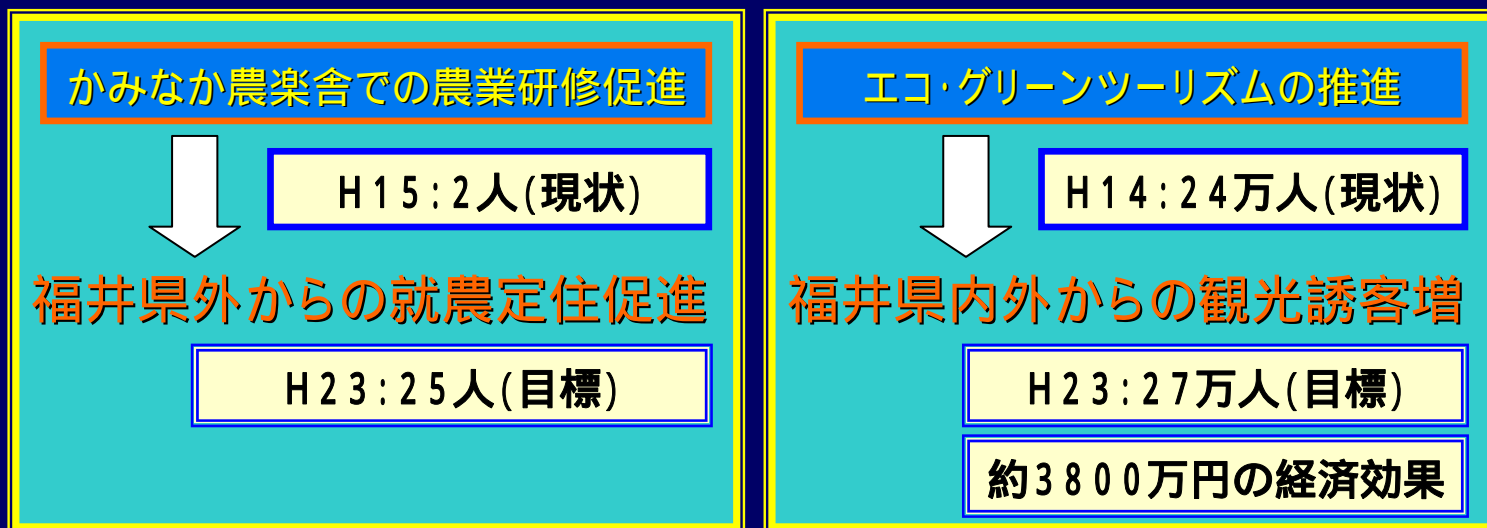 かみなか農楽舎での農業研修促進
H15:2人(現状)
福井県外からの就農定住促進
H23:25人(目標)
エコ・グリーンツーリズムの推進
H14:24万人(現状)
福井県内外からの観光誘客増
H23:27万人(目標)
約3800万円の経済効果